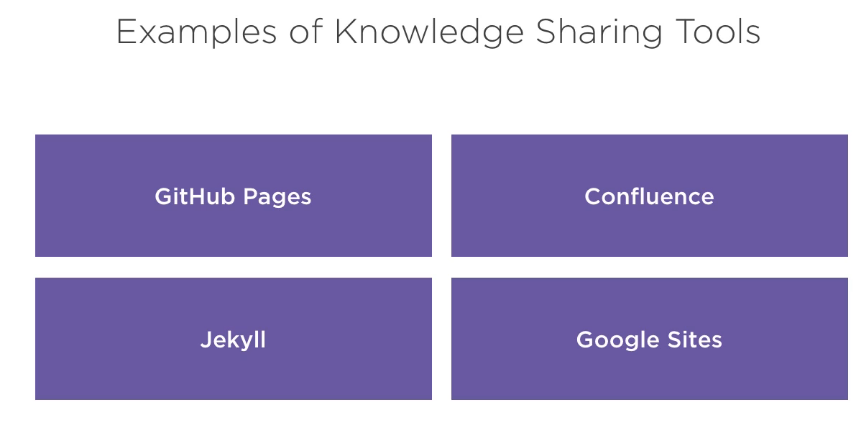 Examples of Knowledge Sharing Tools
GitHub Pages
Confluence
Jekyll
Google Sites